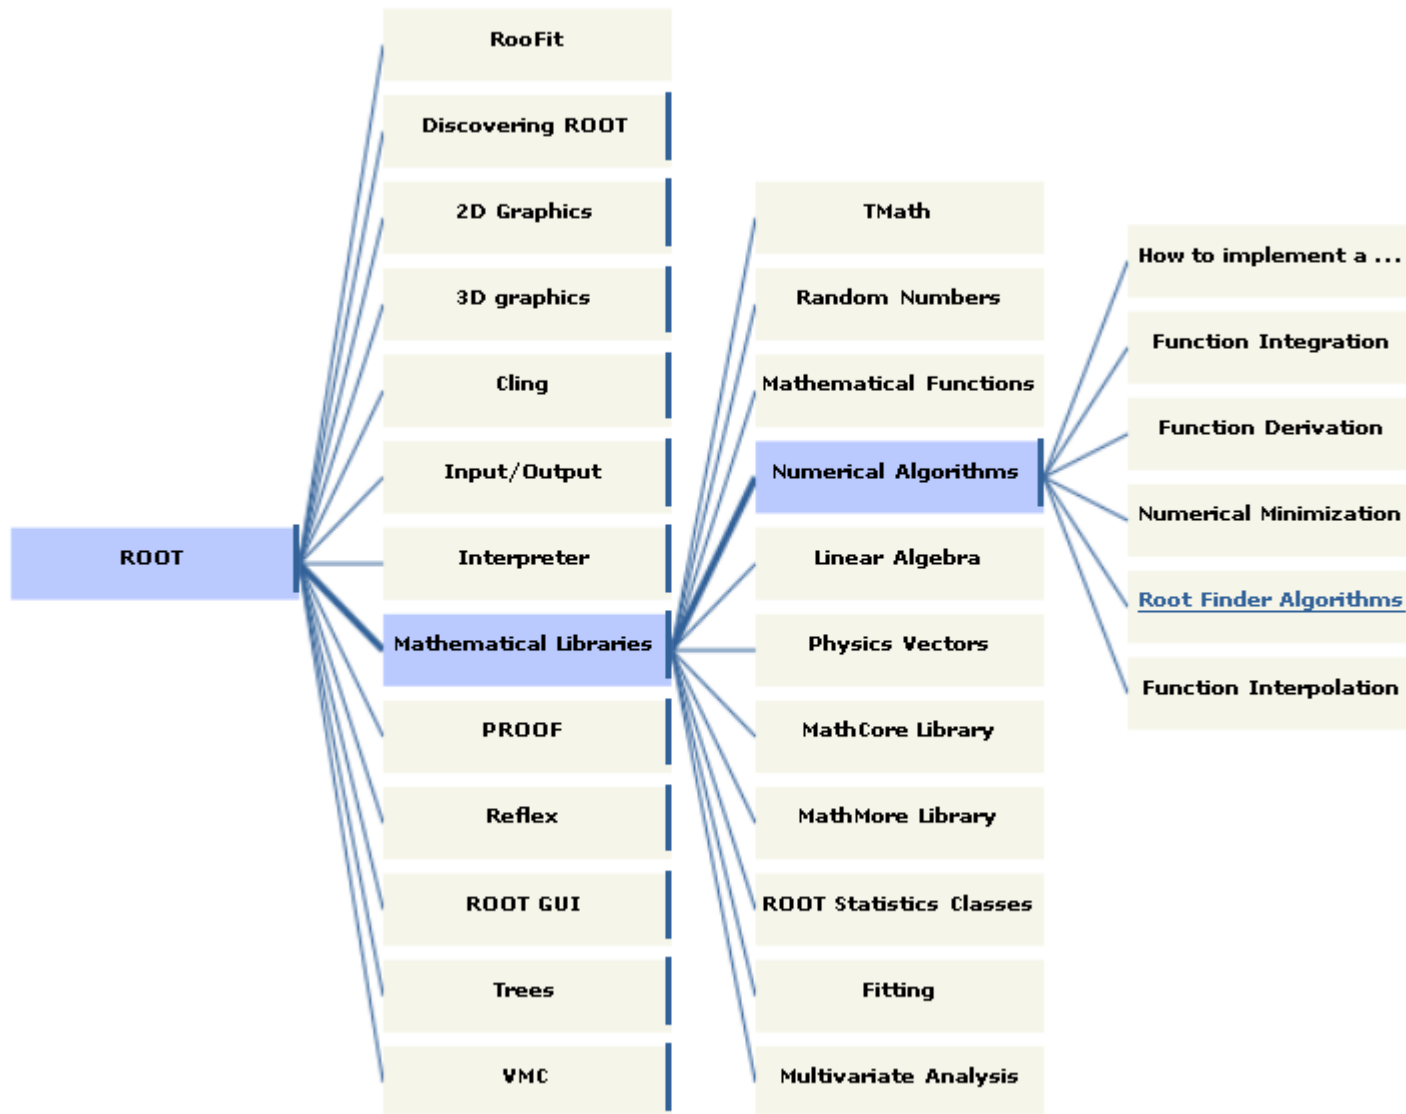 ROOT
RooFit
Discovering ROOT
2D Graphics
3D graphics
Cling
Input/Output
Interpreter
Mathematical Libraries
PROOF
Reflex
ROOT GUI
Trees
VMC
TMath
Random Numbers
Mathematical Functions
Numerical Algorithms
Linear Algebra
Physics Vectors
MathCore Library
MathMore Library
ROOT Statistics Classes
Fitting
Multivariate Analysis
How to implement a ...
Function Integration
Function Derivation
Numerical Minimization
Root Finder Algorithms
Function Interpolation